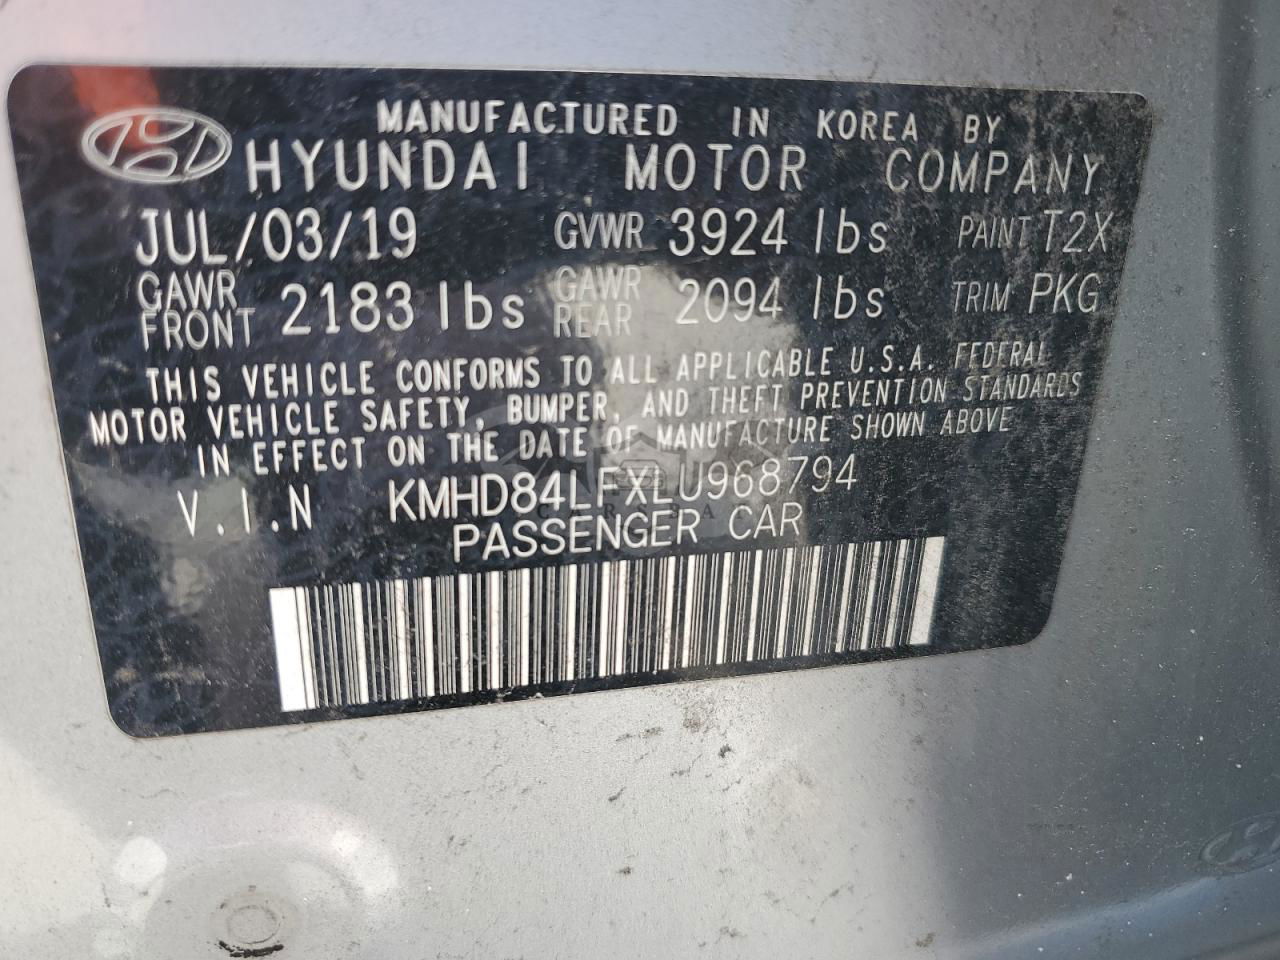 MANUFACTURED IN KOREA BY
HYUNDAI MOTOR COMPANY
JUL/03/19 GVWR 3924 lbs PAINT T2X
GAWR FRONT 2183 lbs GAWR REAR 2094 lbs TRIM PKG
THIS VEHICLE CONFORMS TO ALL APPLICABLE U.S.A. FEDERAL
MOTOR VEHICLE SAFETY, BUMPER, AND THEFT PREVENTION STANDARDS
IN EFFECT ON THE DATE OF MANUFACTURE SHOWN ABOVE
V.I.N KMHD84LFXLU968794
PASSENGER CAR